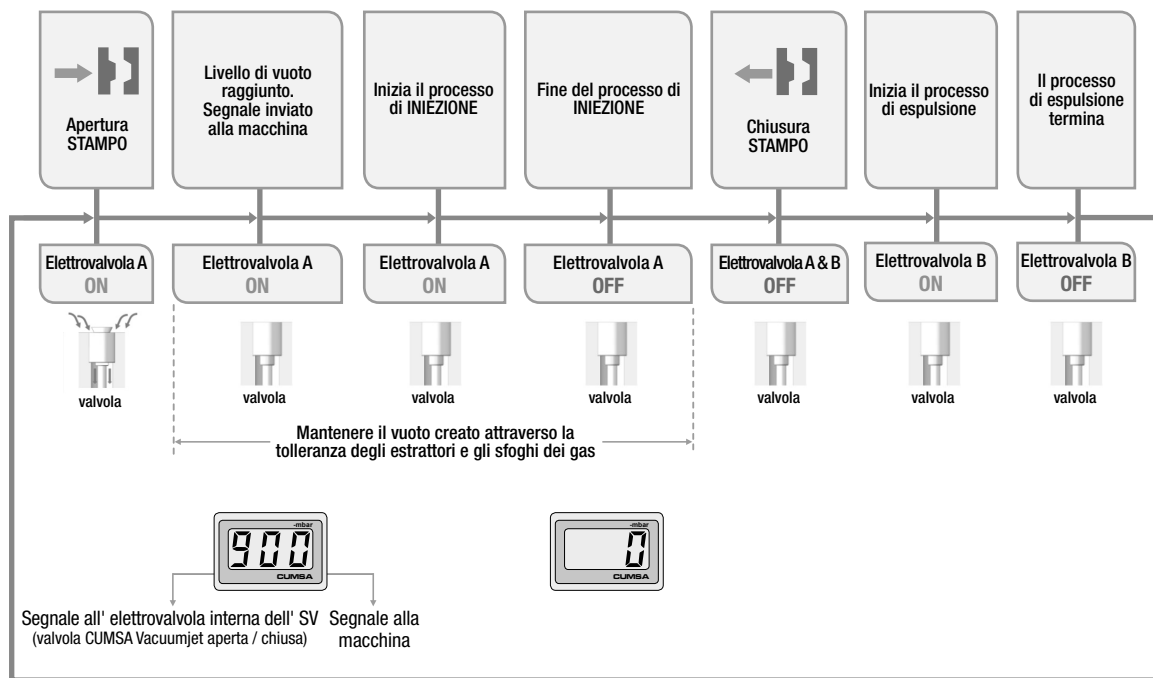 Apertura
STAMPO
Livello di vuoto
raggiunto.
Segnale inviato
alla macchina
Inizia il processo
di INIEZIONE
Fine del processo di
INIEZIONE
Chiusura
STAMPO
Inizia il processo
di espulsione
Il processo
di espulsione
termina
Elettrovalvola A
ON
Elettrovalvola A
ON
Elettrovalvola A
ON
Elettrovalvola A
OFF
Elettrovalvola A & B
OFF
Elettrovalvola B
ON
Elettrovalvola B
OFF
valvola
valvola
valvola
valvola
valvola
valvola
valvola
Mantenere il vuoto creato attraverso la
tolleranza degli estrattori e gli sfoghi dei gas
-mbar
900
CUMSA
-mbar
0
CUMSA
Segnale all' elettrovalvola interna dell' SV
(valvola CUMSA Vacuumjet aperta / chiusa)
Segnale alla
macchina